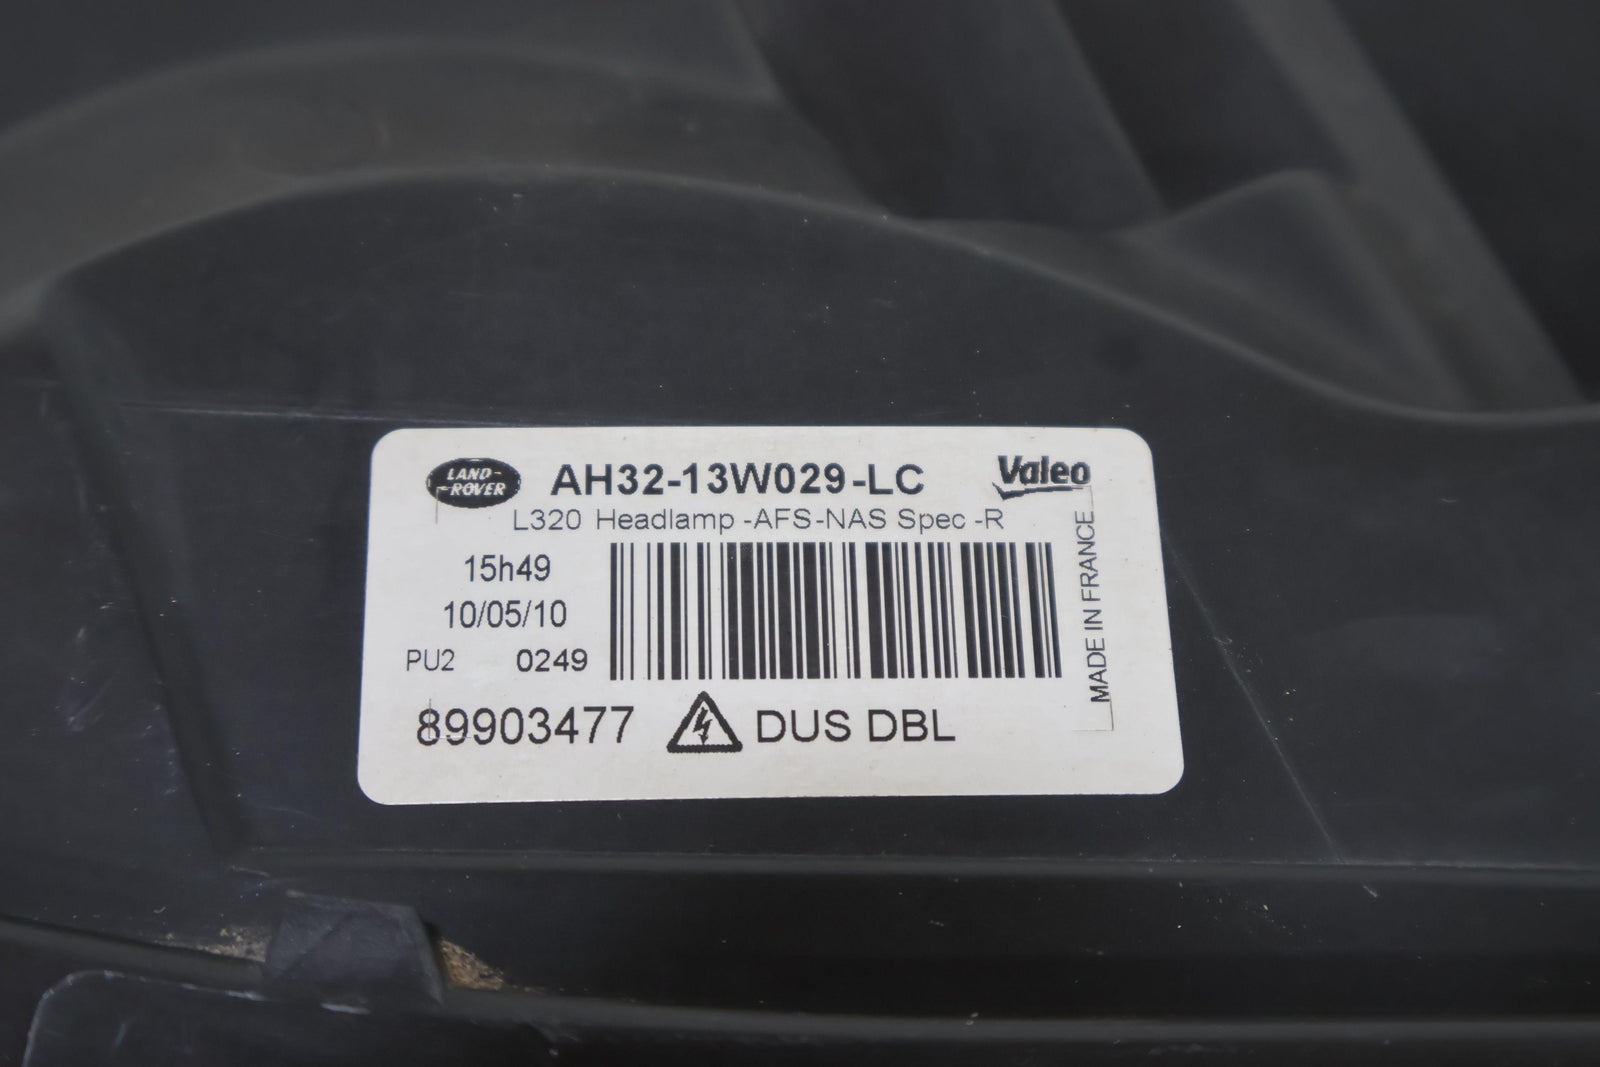 LAND-
-ROVER
AH32-13W029-LC
Valeo
L320 Headlamp -AFS-NAS Spec -R
15h49
10/05/10
PU2 0249
89903477 DUS DBL
MADE IN FRANCE